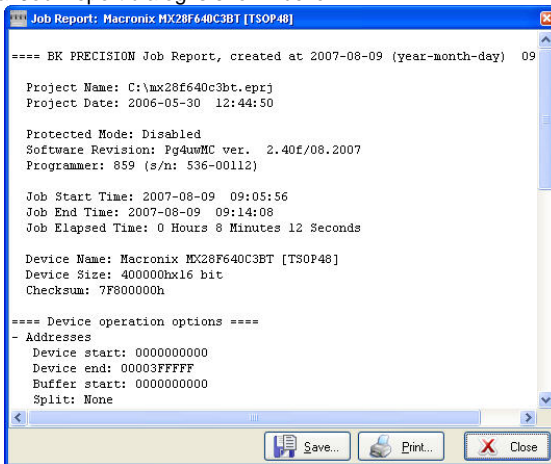 Job Report: Macronix MX28F640C3BT [TSOP48]
==== BK PRECISION Job Report, created at 2007-08-09 (year-month-day) 09
Project Name: C:\mx28f640c3bt.eprj
Project Date: 2006-05-30 12:44:50
Protected Mode: Disabled
Software Revision: Pg4uwMC ver. 2.40f/08.2007
Programmer: 859 (s/n: 536-00112)
Job Start Time: 2007-08-09 09:05:56
Job End Time: 2007-08-09 09:14:08
Job Elapsed Time: 0 Hours 8 Minutes 12 Seconds
Device Name: Macronix MX28F640C3BT [TSOP48]
Device Size: 400000hx16 bit
Checksum: 7F800000h
==== Device operation options ====
- Addresses
Device start: 0000000000
Device end: 00003FFFFF
Buffer start: 0000000000
Split: None
Save... Print... Close